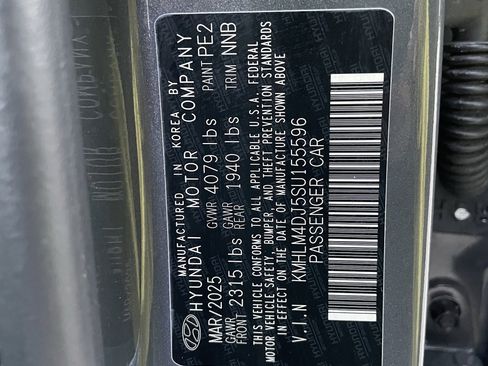 MANUFACTURED IN KOREA BY
HYUNDAI MOTOR COMPANY
MAR/2025 GVWR 4079 lbs PAINT PE2
GAWR FRONT 2315 lbs GAWR REAR 1940 lbs TRIM NNB
THIS VEHICLE CONFORMS TO ALL APPLICABLE U.S.A. FEDERAL
MOTOR VEHICLE SAFETY, BUMPER, AND THEFT PREVENTION STANDARDS
IN EFFECT ON THE DATE OF MANUFACTURE SHOWN ABOVE
V.I.N KMHLM4DJ5SU155596
PASSENGER CAR